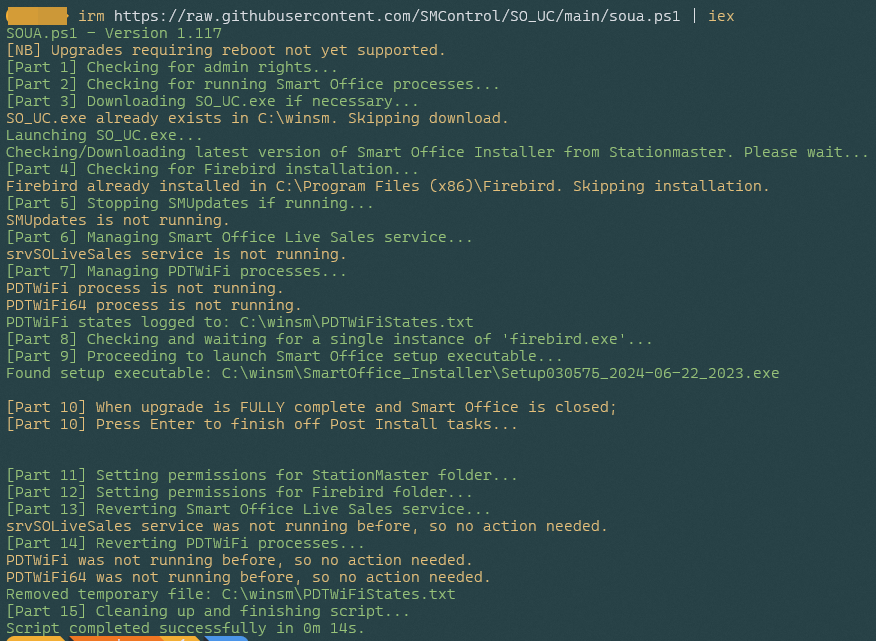 irm https://raw.githubusercontent.com/SMControl/SO_UC/main/soua.ps1 | iex
SOUA.ps1 - Version 1.117
[NB] Upgrades requiring reboot not yet supported.
[Part 1] Checking for admin rights...
[Part 2] Checking for running Smart Office processes...
[Part 3] Downloading SO_UC.exe if necessary...
SO_UC.exe already exists in C:\winsm. Skipping download.
Launching SO_UC.exe...
Checking/Downloading latest version of Smart Office Installer from Stationmaster. Please wait...
[Part 4] Checking for Firebird installation...
Firebird already installed in C:\Program Files (x86)\Firebird. Skipping installation.
[Part 5] Stopping SMUpdates if running...
SMUpdates is not running.
[Part 6] Managing Smart Office Live Sales service...
srvSOLiveSales service is not running.
[Part 7] Managing PDTWiFi processes...
PDTWiFi process is not running.
PDTWiFi64 process is not running.
PDTWiFi states logged to: C:\winsm\PDTWiFiStates.txt
[Part 8] Checking and waiting for a single instance of 'firebird.exe'...
[Part 9] Proceeding to launch Smart Office setup executable...
Found setup executable: C:\winsm\SmartOffice_Installer\Setup030575_2024-06-22_2023.exe
[Part 10] When upgrade is FULLY complete and Smart Office is closed;
[Part 10] Press Enter to finish off Post Install tasks...
[Part 11] Setting permissions for StationMaster folder...
[Part 12] Setting permissions for Firebird folder...
[Part 13] Reverting Smart Office Live Sales service...
srvSOLiveSales service was not running before, so no action needed.
[Part 14] Reverting PDTWiFi processes...
PDTWiFi was not running before, so no action needed.
PDTWiFi64 was not running before, so no action needed.
Removed temporary file: C:\winsm\PDTWiFiStates.txt
[Part 15] Cleaning up and finishing script...
Script completed successfully in 0m 14s.